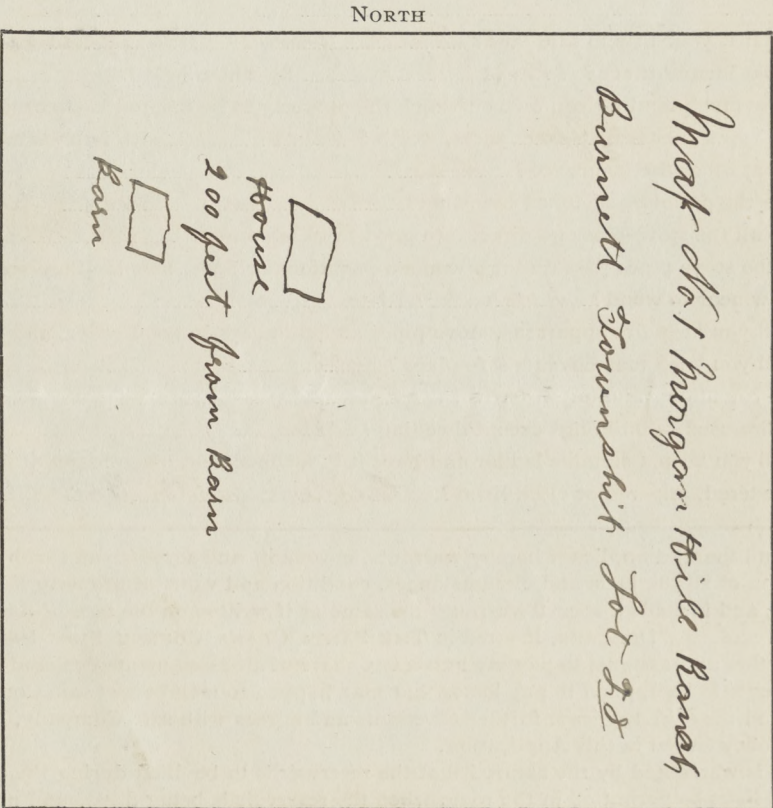 NORTH
Map No. 1 Morgan Hill Ranch
Burnett Township Lot
House
200 feet from Barn
Barn